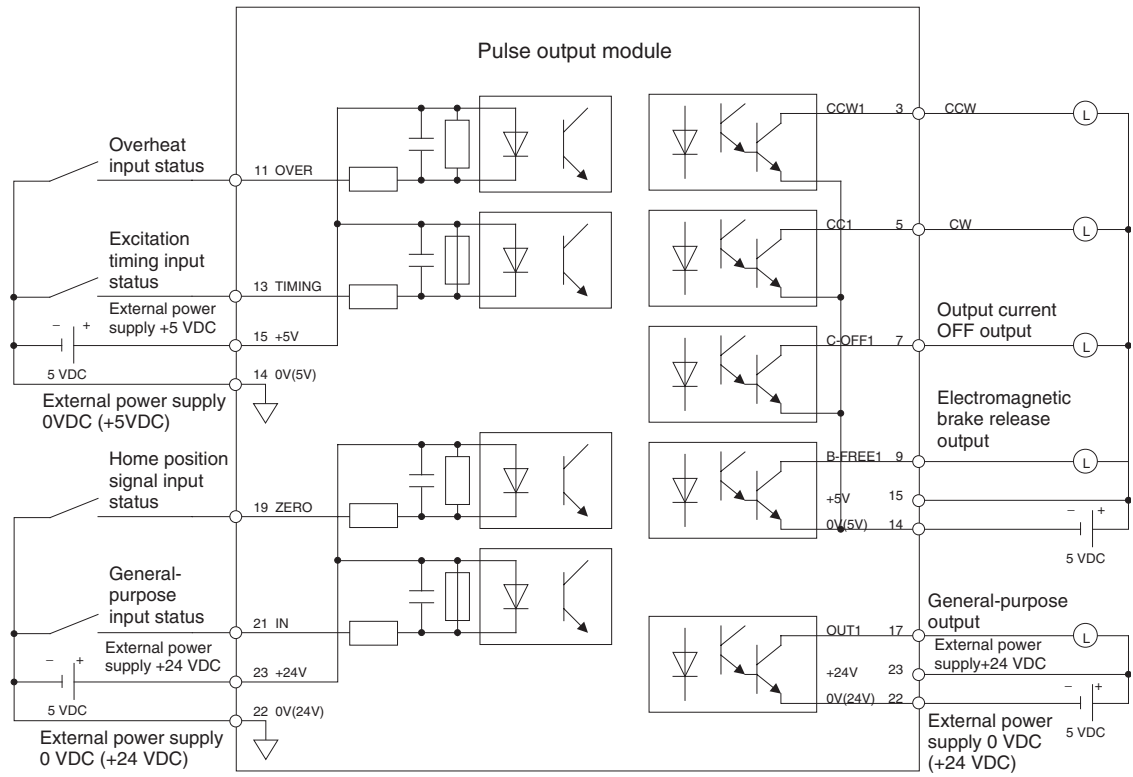 Pulse output module
Overheat
input status
11 OVER
Excitation
timing input
status
13 TIMING
External power
supply +5 VDC
− +
15 +5V
5 VDC
14 0V(5V)
External power supply
0VDC (+5VDC)
Home position
signal input
status
19 ZERO
General-
purpose
input status
21 IN
External power
supply +24 VDC
− +
23 +24V
5 VDC
22 0V(24V)
External power supply
0 VDC (+24 VDC)
CCW1 3 CCW L
CC1 5 CW L
Output current
OFF output
C-OFF1 7 L
Electromagnetic
brake release
output
B-FREE1 9 L
+5V 15
0V(5V) 14
− +
5 VDC
General-purpose
output
OUT1 17 L
External power
supply+24 VDC
+24V 23
0V(24V) 22
− +
5 VDC
External power
supply 0 VDC
(+24 VDC)